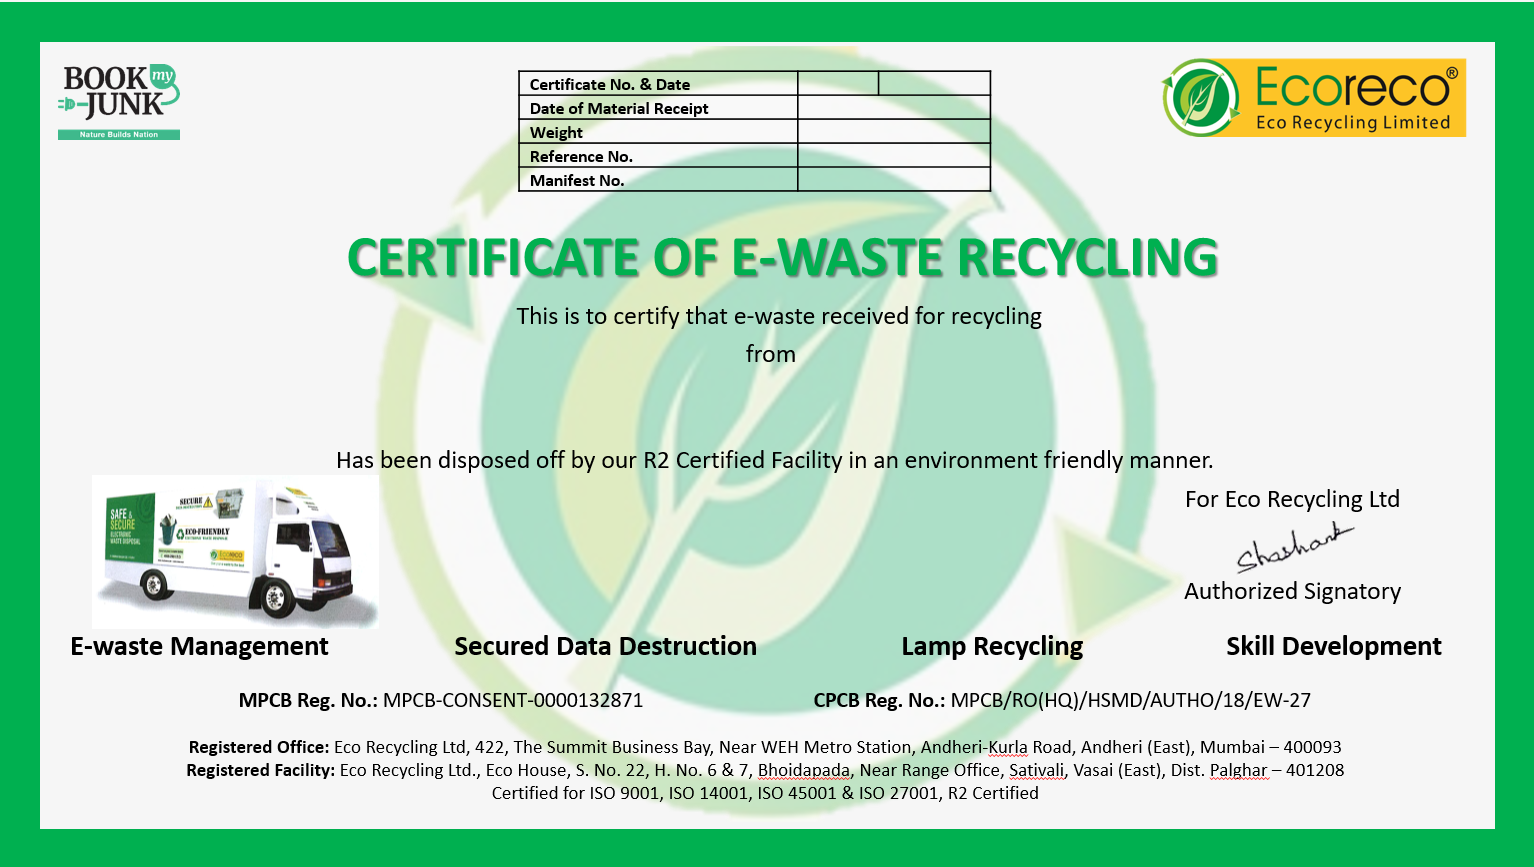 BOOK my
JUNK
Nature Builds Nation
Certificate No. & Date
Date of Material Receipt
Weight
Reference No.
Manifest No.
Ecoreco®
Eco Recycling Limited
CERTIFICATE OF E-WASTE RECYCLING
This is to certify that e-waste received for recycling
from
Has been disposed off by our R2 Certified Facility in an environment friendly manner.
SAFE &
SECURE
ELECTRONIC
WASTE DISPOSAL
SECURE
ECO-FRIENDLY
Ecoreco
For Eco Recycling Ltd
Shashank
Authorized Signatory
E-waste Management Secured Data Destruction Lamp Recycling Skill Development
MPCB Reg. No.: MPCB-CONSENT-0000132871 CPCB Reg. No.: MPCB/RO(HQ)/HSMD/AUTHO/18/EW-27
Registered Office: Eco Recycling Ltd, 422, The Summit Business Bay, Near WEH Metro Station, Andheri-Kurla Road, Andheri (East), Mumbai – 400093
Registered Facility: Eco Recycling Ltd., Eco House, S. No. 22, H. No. 6 & 7, Bhoidapada, Near Range Office, Sativali, Vasai (East), Dist. Palghar – 401208
Certified for ISO 9001, ISO 14001, ISO 45001 & ISO 27001, R2 Certified